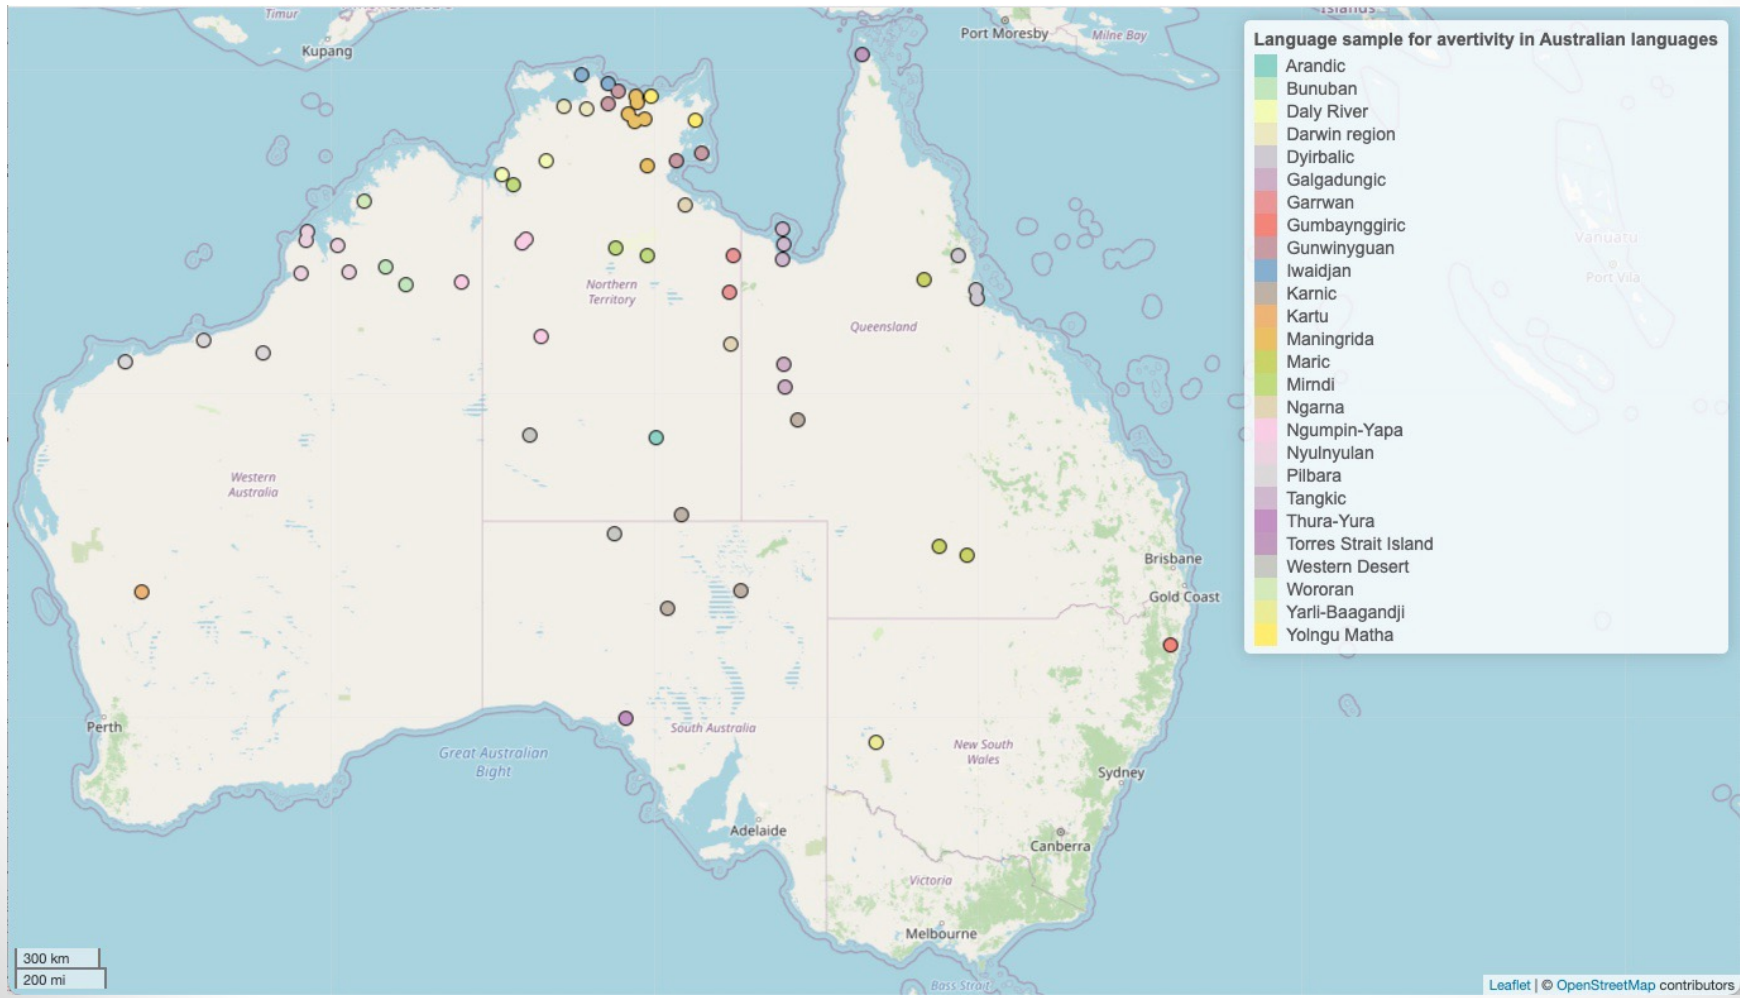 Timur
Kupang
Port Moresby
Milne Bay
Islands
Language sample for avertivity in Australian languages
Arandic
Bunuban
Daly River
Darwin region
Dyirbalic
Galgadungic
Garrwan
Gumbaynggiric
Gunwinyguan
Iwaidjan
Karnic
Kartu
Maningrida
Maric
Mirndi
Ngarna
Ngumpin-Yapa
Nyulnyulan
Pilbara
Tangkic
Thura-Yura
Torres Strait Island
Western Desert
Wororan
Yarli-Baagandji
Yolngu Matha
Vanuatu
Port Vila
Northern
Territory
Queensland
Western
Australia
Brisbane
Gold Coast
Perth
South Australia
Great Australian
Bight
New South
Wales
Sydney
Adelaide
Canberra
Victoria
Melbourne
Bass Strait
300 km
200 mi
Leaflet | © OpenStreetMap contributors